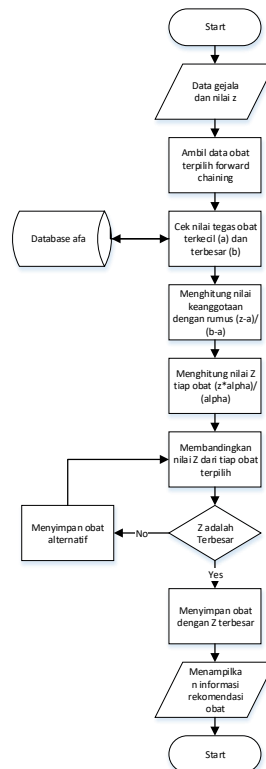 Start
Data gejala
dan nilai z
Ambil data obat
terpilih forward
chaining
Database afa
Cek nilai tegas obat
terkecil (a) dan
terbesar (b)
Menghitung nilai
keanggotaan
dengan rumus (z-a)/
(b-a)
Menghitung nilai Z
tiap obat (z*alpha)/
(alpha)
Membandingkan
nilai Z dari tiap obat
terpilih
Menyimpan obat
alternatif
No
Z adalah
Terbesar
Yes
Menyimpan obat
dengan Z terbesar
Menampilka
n informasi
rekomendasi
obat
Start